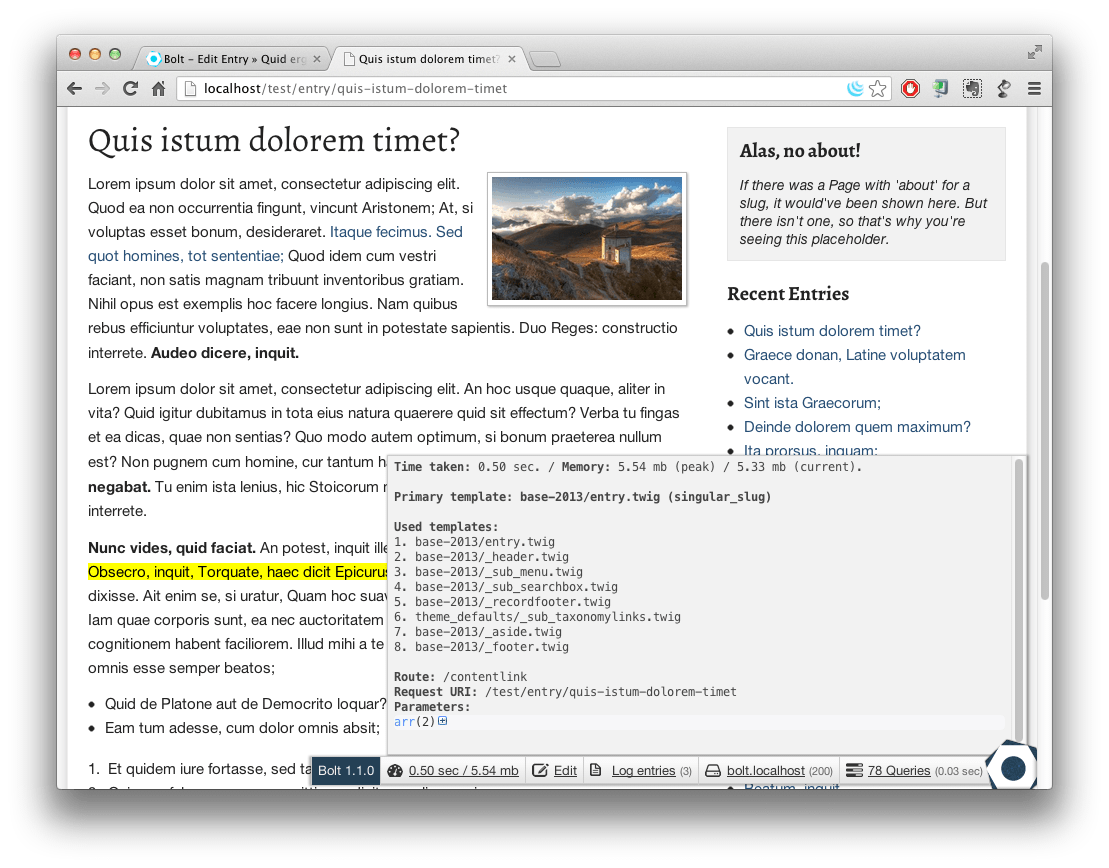 Bolt – Edit Entry » Quid erg
Quis istum dolorem timet?
localhost/test/entry/quis-istum-dolorem-timet
Quis istum dolorem timet?
Lorem ipsum dolor sit amet, consectetur adipiscing elit.
Quod ea non occurrentia fingunt, vincunt Aristonem; At, si
voluptas esset bonum, desideraret. Itaque fecimus. Sed
quot homines, tot sententiae; Quod idem cum vestri
faciant, non satis magnam tribuunt inventoribus gratiam.
Nihil opus est exemplis hoc facere longius. Nam quibus
rebus efficiuntur voluptates, eae non sunt in potestate sapientis. Duo Reges: constructio
interrete. Audeo dicere, inquit.
Lorem ipsum dolor sit amet, consectetur adipiscing elit. An hoc usque quaque, aliter in
vita? Quid igitur dubitamus in tota eius natura quaerere quid sit effectum? Verba tu fingas
et ea dicas, quae non sentias? Quo modo autem optimum, si bonum praeterea nullum
est? Non pugnem cum homine, cur tantum h
negabat. Tu enim ista lenius, hic Stoicorum
interrete.
Nunc vides, quid faciat. An potest, inquit ille
Obsecro, inquit, Torquate, haec dicit Epicurus
dixisse. Ait enim se, si uratur, Quam hoc suav
Iam quae corporis sunt, ea nec auctoritatem
cognitionem habent faciliorem. Illud mihi a te
omnis esse semper beatos;
• Quid de Platone aut de Democrito loquar?
• Eam tum adesse, cum dolor omnis absit;
1. Et quidem iure fortasse, sed ta
Alas, no about!
If there was a Page with 'about' for a
slug, it would've been shown here. But
there isn't one, so that's why you're
seeing this placeholder.
Recent Entries
• Quis istum dolorem timet?
• Graece donan, Latine voluptatem
vocant.
• Sint ista Graecorum;
• Deinde dolorem quem maximum?
• Ita prorsus, inquam;
Time taken: 0.50 sec. / Memory: 5.54 mb (peak) / 5.33 mb (current).
Primary template: base-2013/entry.twig (singular_slug)
Used templates:
1. base-2013/entry.twig
2. base-2013/_header.twig
3. base-2013/_sub_menu.twig
4. base-2013/_sub_searchbox.twig
5. base-2013/_recordfooter.twig
6. theme_defaults/_sub_taxonomylinks.twig
7. base-2013/_aside.twig
8. base-2013/_footer.twig
Route: /contentlink
Request URI: /test/entry/quis-istum-dolorem-timet
Parameters:
arr(2)
Bolt 1.1.0 0.50 sec / 5.54 mb Edit Log entries (3) bolt.localhost (200) 78 Queries (0.03 sec)